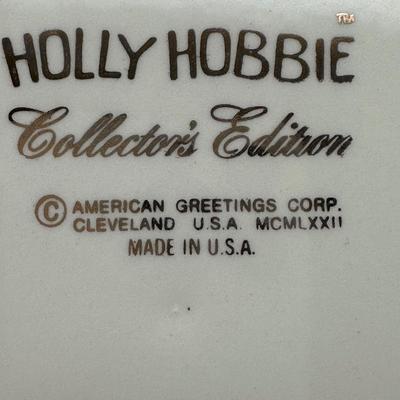 HOLLY HOBBIE™
Collector's Edition
© AMERICAN GREETINGS CORP.
CLEVELAND U.S.A. MCMLXXII
MADE IN U.S.A.